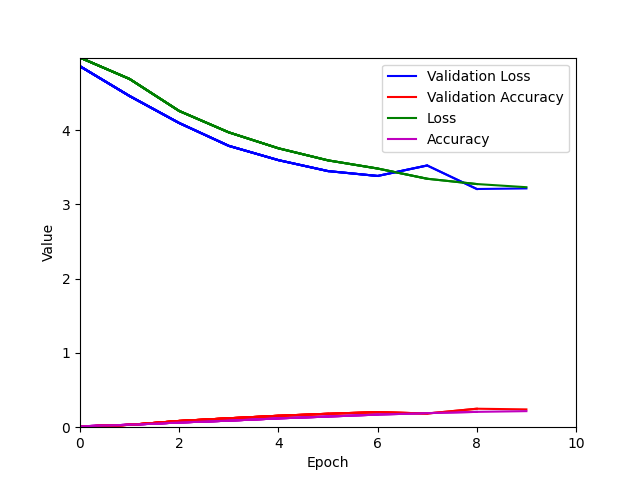 Validation Loss
Validation Accuracy
Loss
Accuracy
4
3
2
1
0
Value
0 2 4 6 8 10
Epoch